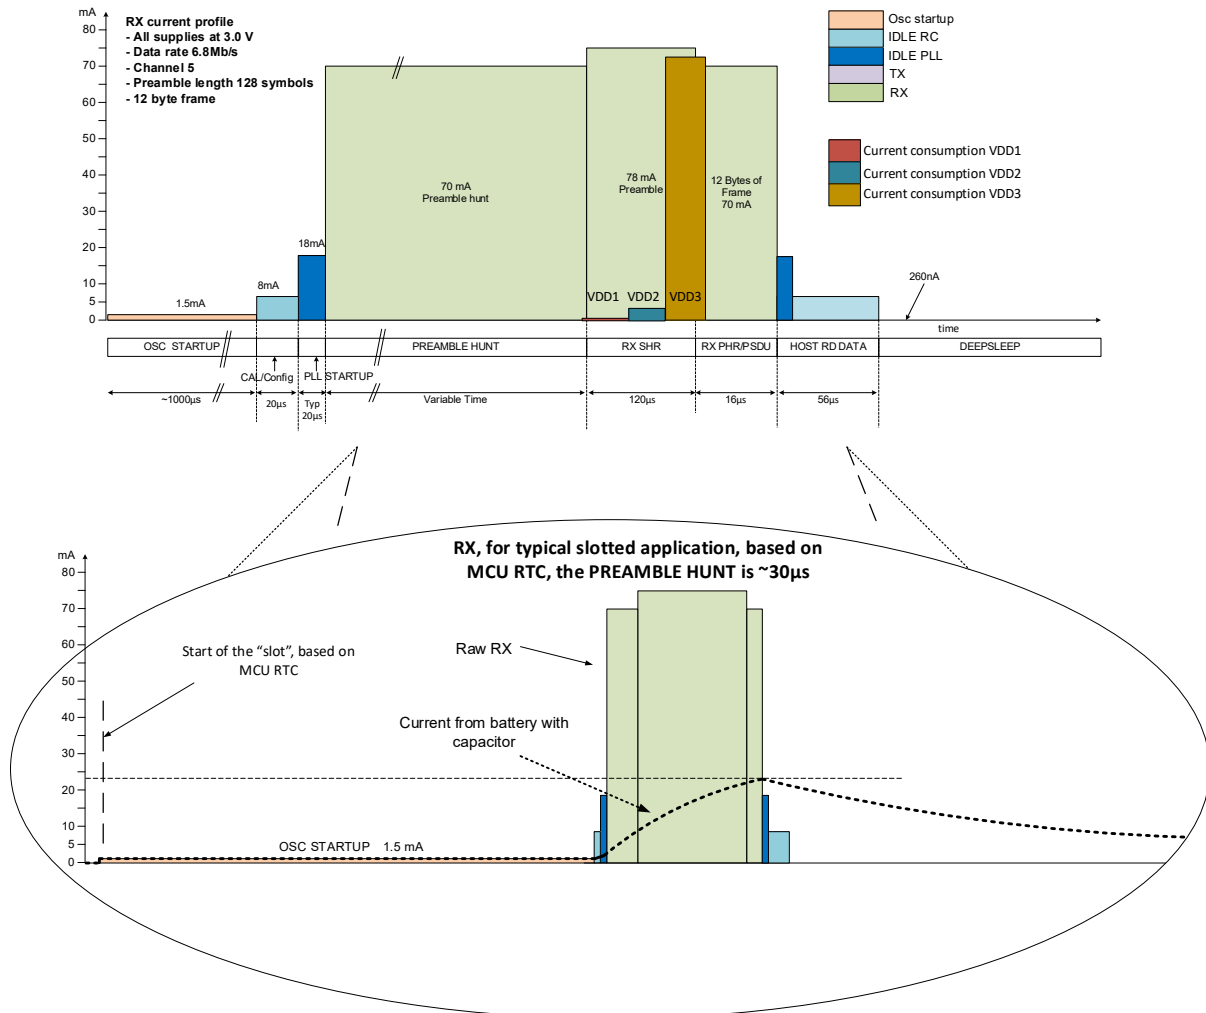 mA
80
70
60
50
40
30
20
10
5
0
RX current profile
- All supplies at 3.0 V
- Data rate 6.8Mb/s
- Channel 5
- Preamble length 128 symbols
- 12 byte frame
Osc startup
IDLE RC
IDLE PLL
TX
RX
Current consumption VDD1
Current consumption VDD2
Current consumption VDD3
1.5mA
8mA
18mA
70 mA
Preamble hunt
78 mA
Preamble
12 Bytes of
Frame
70 mA
VDD1
VDD2
VDD3
260nA
time
OSC STARTUP
PREAMBLE HUNT
RX SHR
RX PHR/PSDU
HOST RD DATA
DEEPSLEEP
CAL/Config
PLL STARTUP
~1000µs
20µs
Typ
20µs
Variable Time
120µs
16µs
56µs
RX, for typical slotted application, based on
MCU RTC, the PREAMBLE HUNT is ~30µs
mA
80
70
60
50
40
30
20
10
5
0
Start of the “slot”, based on
MCU RTC
Raw RX
Current from battery with
capacitor
OSC STARTUP 1.5 mA